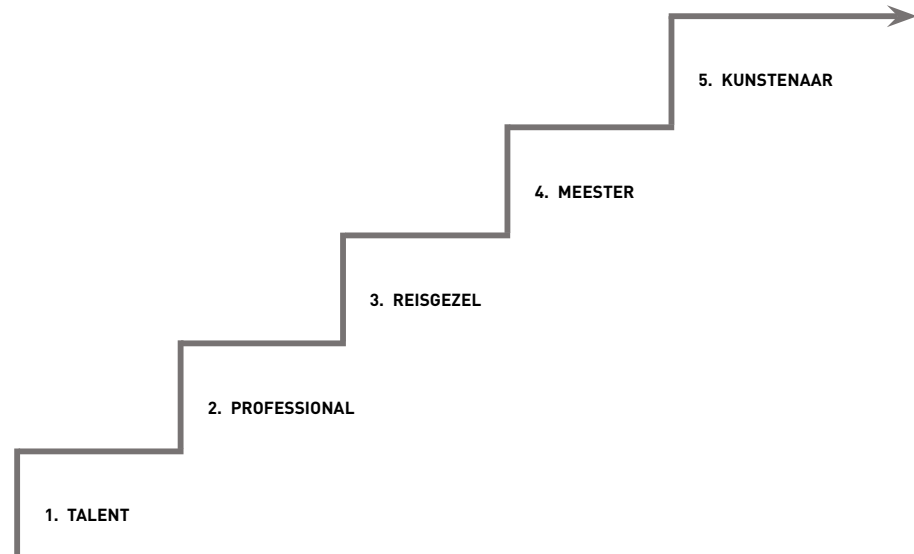 5. KUNSTENAAR
4. MEESTER
3. REISGEZEL
2. PROFESSIONAL
1. TALENT